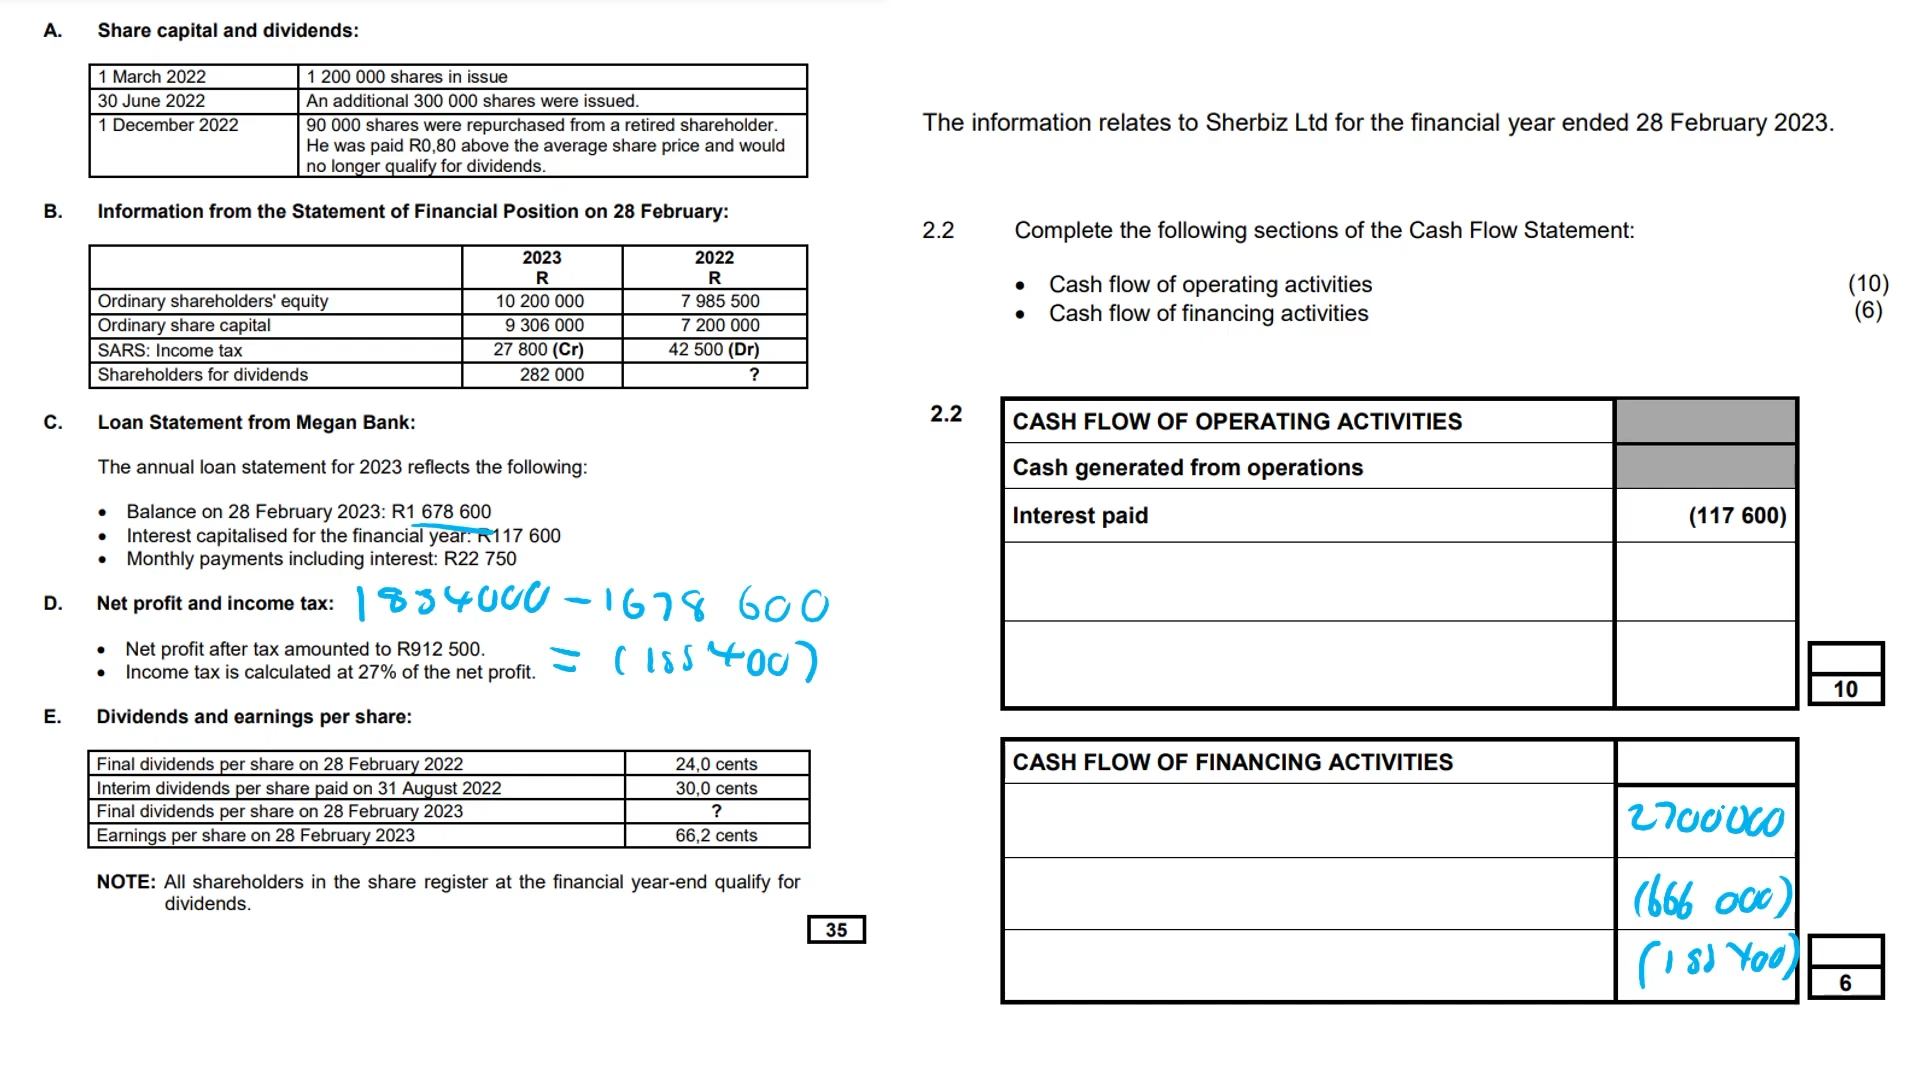 A. Share capital and dividends:
1 March 2022 1 200 000 shares in issue
30 June 2022 An additional 300 000 shares were issued.
1 December 2022 90 000 shares were repurchased from a retired shareholder.
He was paid R0,80 above the average share price and would
no longer qualify for dividends.
B. Information from the Statement of Financial Position on 28 February:
2023 2022
R R
Ordinary shareholders' equity 10 200 000 7 985 500
Ordinary share capital 9 306 000 7 200 000
SARS: Income tax 27 800 (Cr) 42 500 (Dr)
Shareholders for dividends 282 000 ?
C. Loan Statement from Megan Bank:
The annual loan statement for 2023 reflects the following:
• Balance on 28 February 2023: R1 678 600
• Interest capitalised for the financial year: R117 600
• Monthly payments including interest: R22 750
D. Net profit and income tax: 1834000 - 1678 600
• Net profit after tax amounted to R912 500.
= (155 400)
• Income tax is calculated at 27% of the net profit.
E. Dividends and earnings per share:
Final dividends per share on 28 February 2022 24,0 cents
Interim dividends per share paid on 31 August 2022 30,0 cents
Final dividends per share on 28 February 2023 ?
Earnings per share on 28 February 2023 66,2 cents
NOTE: All shareholders in the share register at the financial year-end qualify for
dividends.
35
The information relates to Sherbiz Ltd for the financial year ended 28 February 2023.
2.2 Complete the following sections of the Cash Flow Statement:
• Cash flow of operating activities (10)
• Cash flow of financing activities (6)
2.2 CASH FLOW OF OPERATING ACTIVITIES
Cash generated from operations
Interest paid (117 600)
10
CASH FLOW OF FINANCING ACTIVITIES
2700000
(666 000)
(155 400)
6